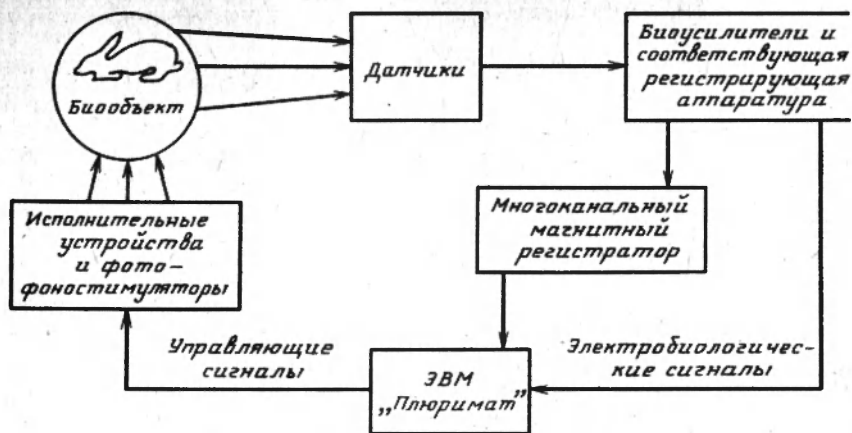 Биообъект
Датчики
Биоусилители и
соответствующая
регистрирующая
аппаратура
Исполнительные
устройства
и фото-
фоностимуляторы
Многоканальный
магнитный
регистратор
Управляющие
сигналы
ЭВМ
„Плюримат”
Электробиологичес-
кие сигналы